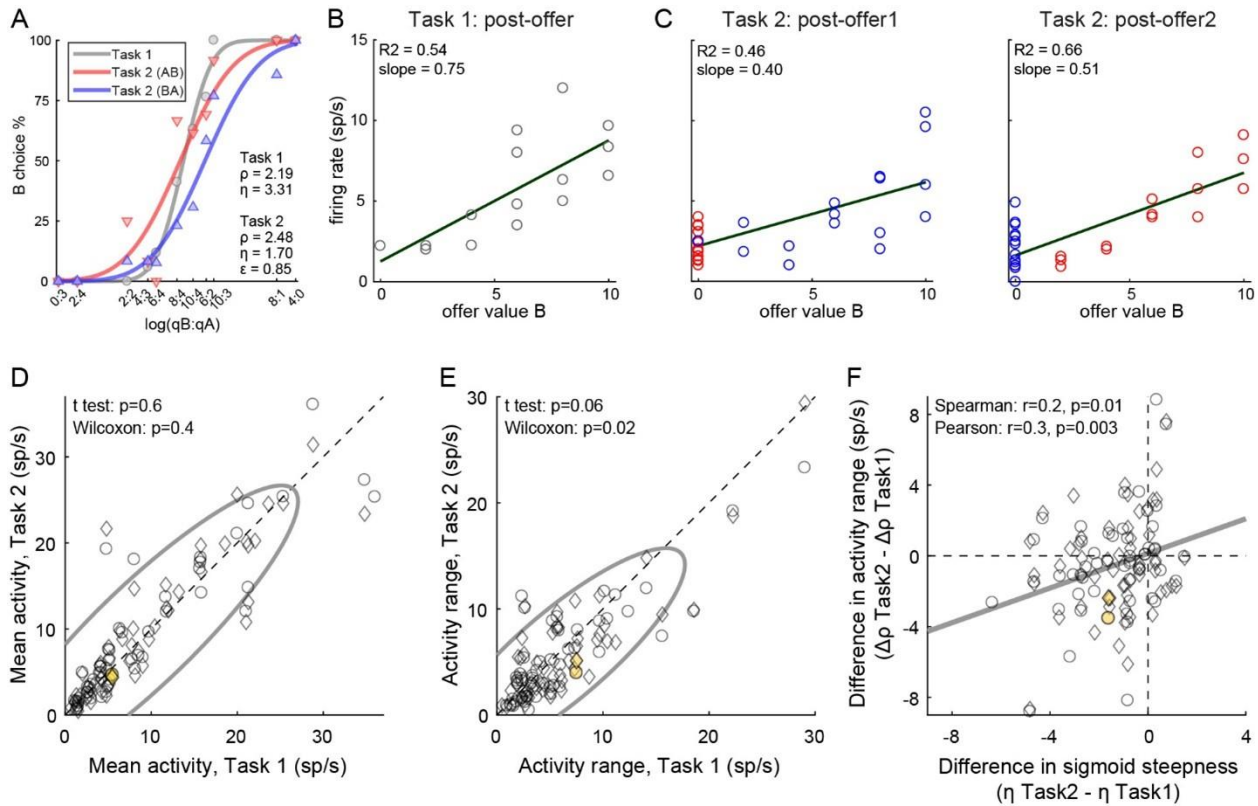 A
B
Task 1: post-offer
C
Task 2: post-offer1
Task 2: post-offer2
100
75
50
25
0
B choice %
Task 1
Task 2 (AB)
Task 2 (BA)
Task 1
ρ = 2.19
η = 3.31
Task 2
ρ = 2.48
η = 1.70
ε = 0.85
0:3
2:4
2:2
4:3
6:4
8:4
10:4
6:2
10:3
8:1
4:0
log(qB:qA)
R2 = 0.54
slope = 0.75
15
10
5
0
firing rate (sp/s)
0 5 10
offer value B
R2 = 0.46
slope = 0.40
0 5 10
offer value B
R2 = 0.66
slope = 0.51
0 5 10
offer value B
D
t test: p=0.6
Wilcoxon: p=0.4
30
20
10
0
Mean activity, Task 2 (sp/s)
0 10 20 30
Mean activity, Task 1 (sp/s)
E
t test: p=0.06
Wilcoxon: p=0.02
30
20
10
0
Activity range, Task 2 (sp/s)
0 10 20 30
Activity range, Task 1 (sp/s)
F
Spearman: r=0.2, p=0.01
Pearson: r=0.3, p=0.003
8
4
0
-4
-8
Difference in activity range (sp/s)
(Δρ Task2 - Δρ Task1)
-8 -4 0 4
Difference in sigmoid steepness
(η Task2 - η Task1)